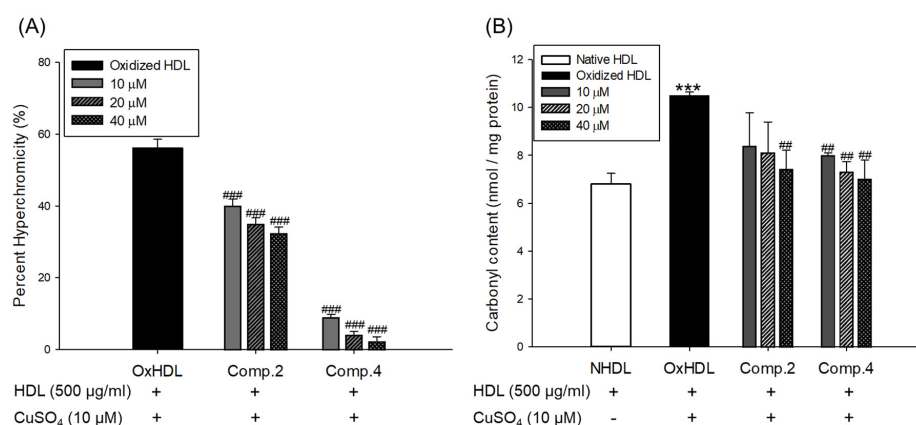 (A)
Percent Hyperchromicity (%)
80
60
40
20
0
Oxidized HDL
10 μM
20 μM
40 μM
###
###
###
###
###
###
OxHDL Comp.2 Comp.4
HDL (500 μg/ml) + + +
CuSO₄ (10 μM) + + +
(B)
Carbonyl content (nmol / mg protein)
12
10
8
6
4
2
0
Native HDL
Oxidized HDL
10 μM
20 μM
40 μM
***
##
##
##
##
NHDL OxHDL Comp.2 Comp.4
HDL (500 μg/ml) + + + +
CuSO₄ (10 μM) - + + +